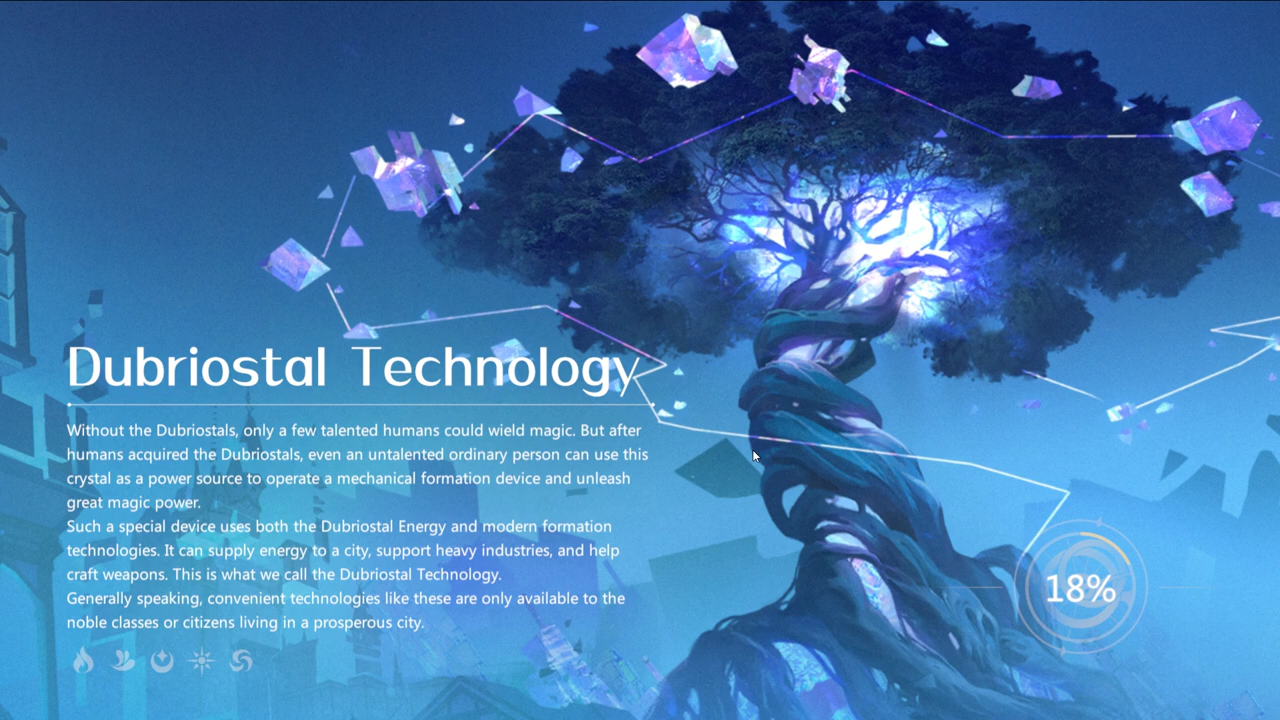 Dubriostal Technology
Without the Dubriostals, only a few talented humans could wield magic. But after
humans acquired the Dubriostals, even an untalented ordinary person can use this
crystal as a power source to operate a mechanical formation device and unleash
great magic power.
Such a special device uses both the Dubriostal Energy and modern formation
technologies. It can supply energy to a city, support heavy industries, and help
craft weapons. This is what we call the Dubriostal Technology.
Generally speaking, convenient technologies like these are only available to the
noble classes or citizens living in a prosperous city.
18%